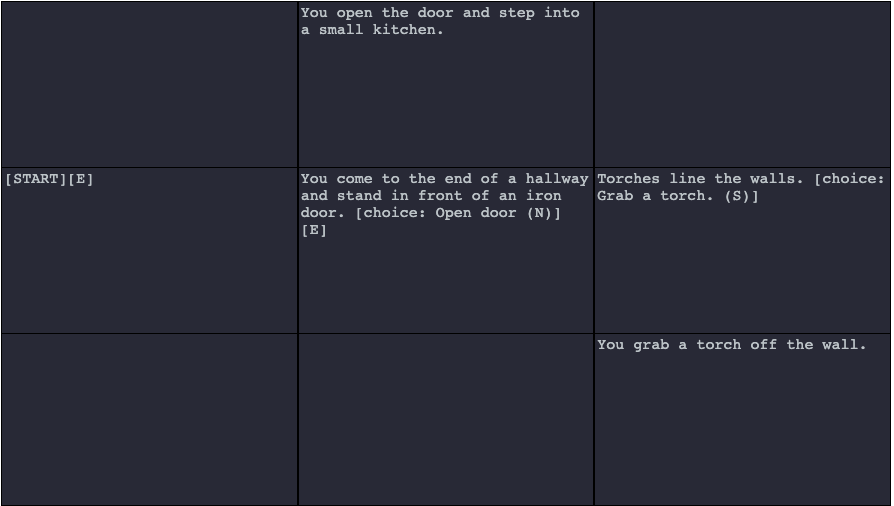 You open the door and step into
a small kitchen.
[START][E]
You come to the end of a hallway
and stand in front of an iron
door. [choice: Open door (N)]
[E]
Torches line the walls. [choice:
Grab a torch. (S)]
You grab a torch off the wall.